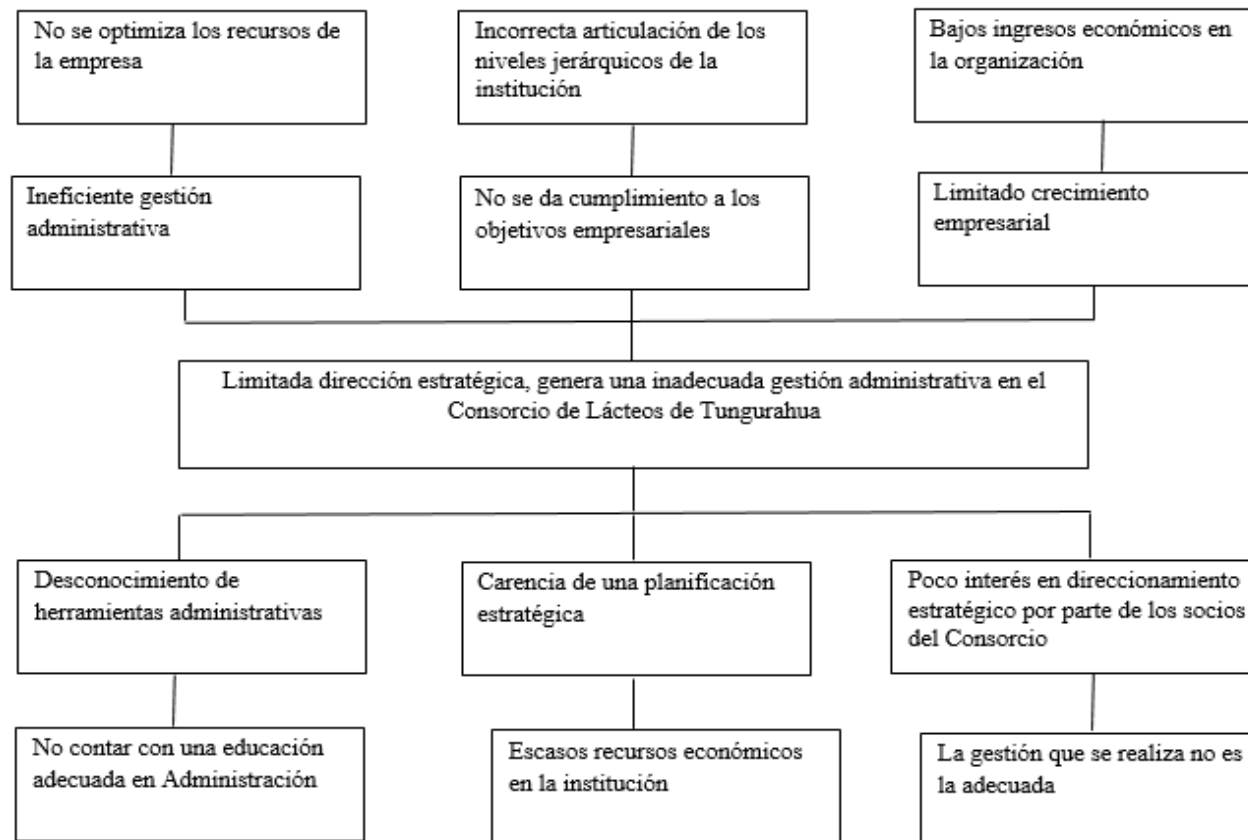 No se optimiza los recursos de
la empresa
Incorrecta articulación de los
niveles jerárquicos de la
institución
Bajos ingresos económicos en
la organización
Ineficiente gestión
administrativa
No se da cumplimiento a los
objetivos empresariales
Limitado crecimiento
empresarial
Limitada dirección estratégica, genera una inadecuada gestión administrativa en el
Consorcio de Lácteos de Tungurahua
Desconocimiento de
herramientas administrativas
Carencia de una planificación
estratégica
Poco interés en direccionamiento
estratégico por parte de los socios
del Consorcio
No contar con una educación
adecuada en Administración
Escasos recursos económicos
en la institución
La gestión que se realiza no es
la adecuada